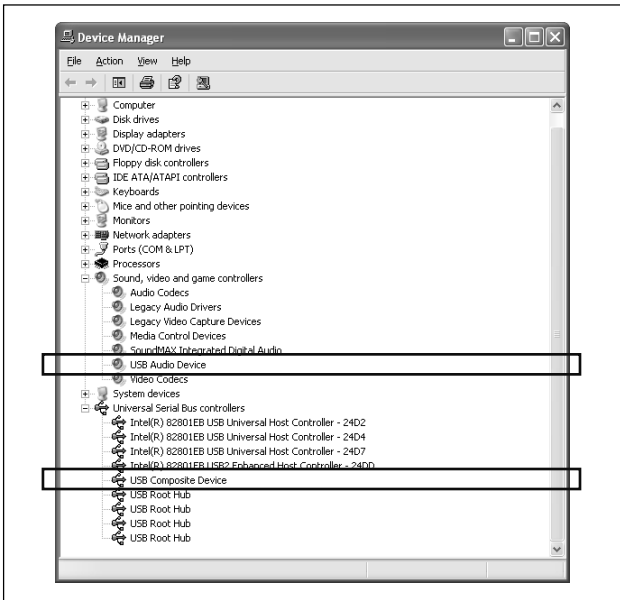 Device Manager
File Action View Help
Computer
Disk drives
Display adapters
DVD/CD-ROM drives
Floppy disk controllers
IDE ATA/ATAPI controllers
Keyboards
Mice and other pointing devices
Monitors
Network adapters
Ports (COM & LPT)
Processors
Sound, video and game controllers
Audio Codecs
Legacy Audio Drivers
Legacy Video Capture Devices
Media Control Devices
SoundMAX Integrated Digital Audio
USB Audio Device
Video Codecs
System devices
Universal Serial Bus controllers
Intel(R) 82801EB USB Universal Host Controller - 24D2
Intel(R) 82801EB USB Universal Host Controller - 24D4
Intel(R) 82801EB USB Universal Host Controller - 24D7
Intel(R) 82801EB USB2 Enhanced Host Controller - 24DD
USB Composite Device
USB Root Hub
USB Root Hub
USB Root Hub
USB Root Hub